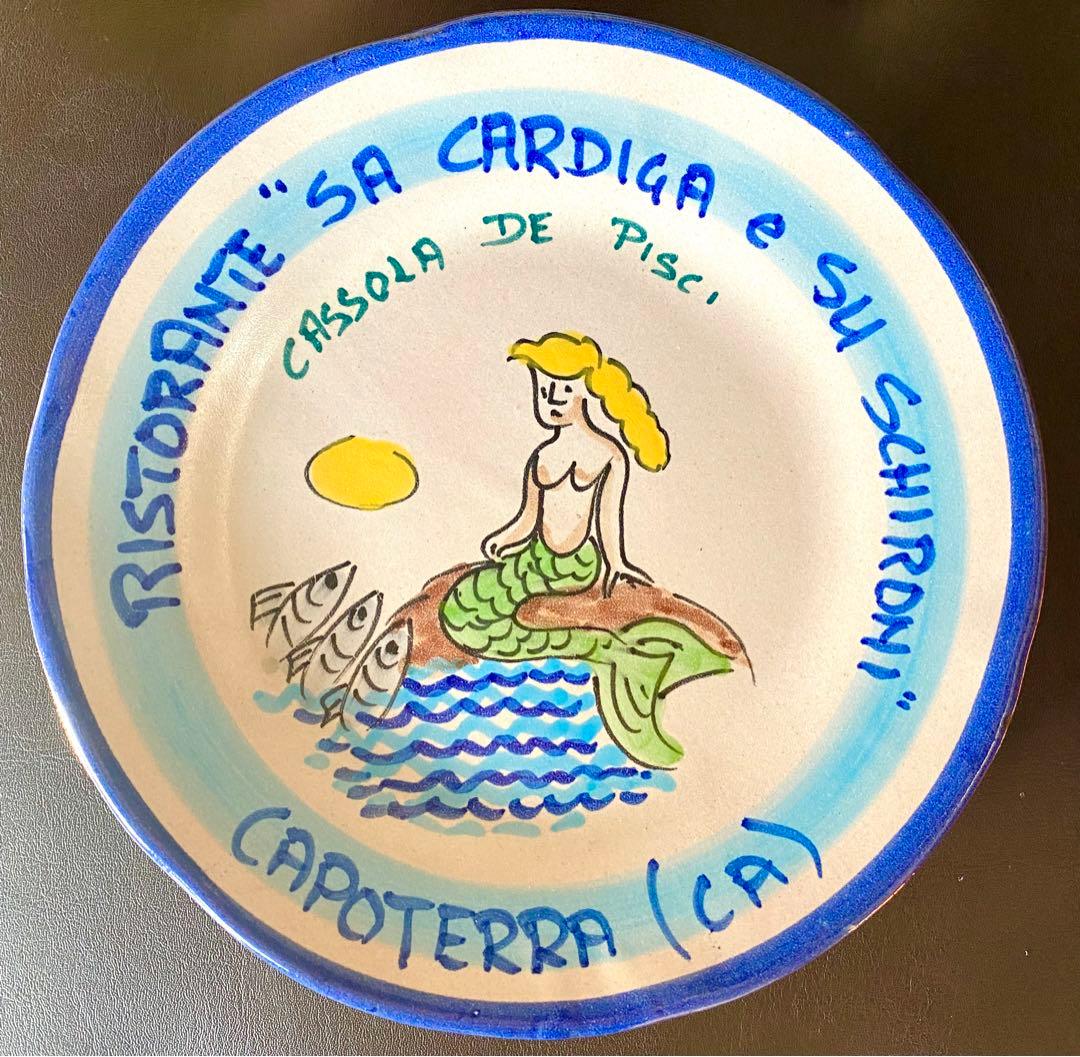 RISTORANTE "SA CARDIGA e SU SCHIRONI"
CASSOLA DE PISCI
CAPOTERRA (CA)